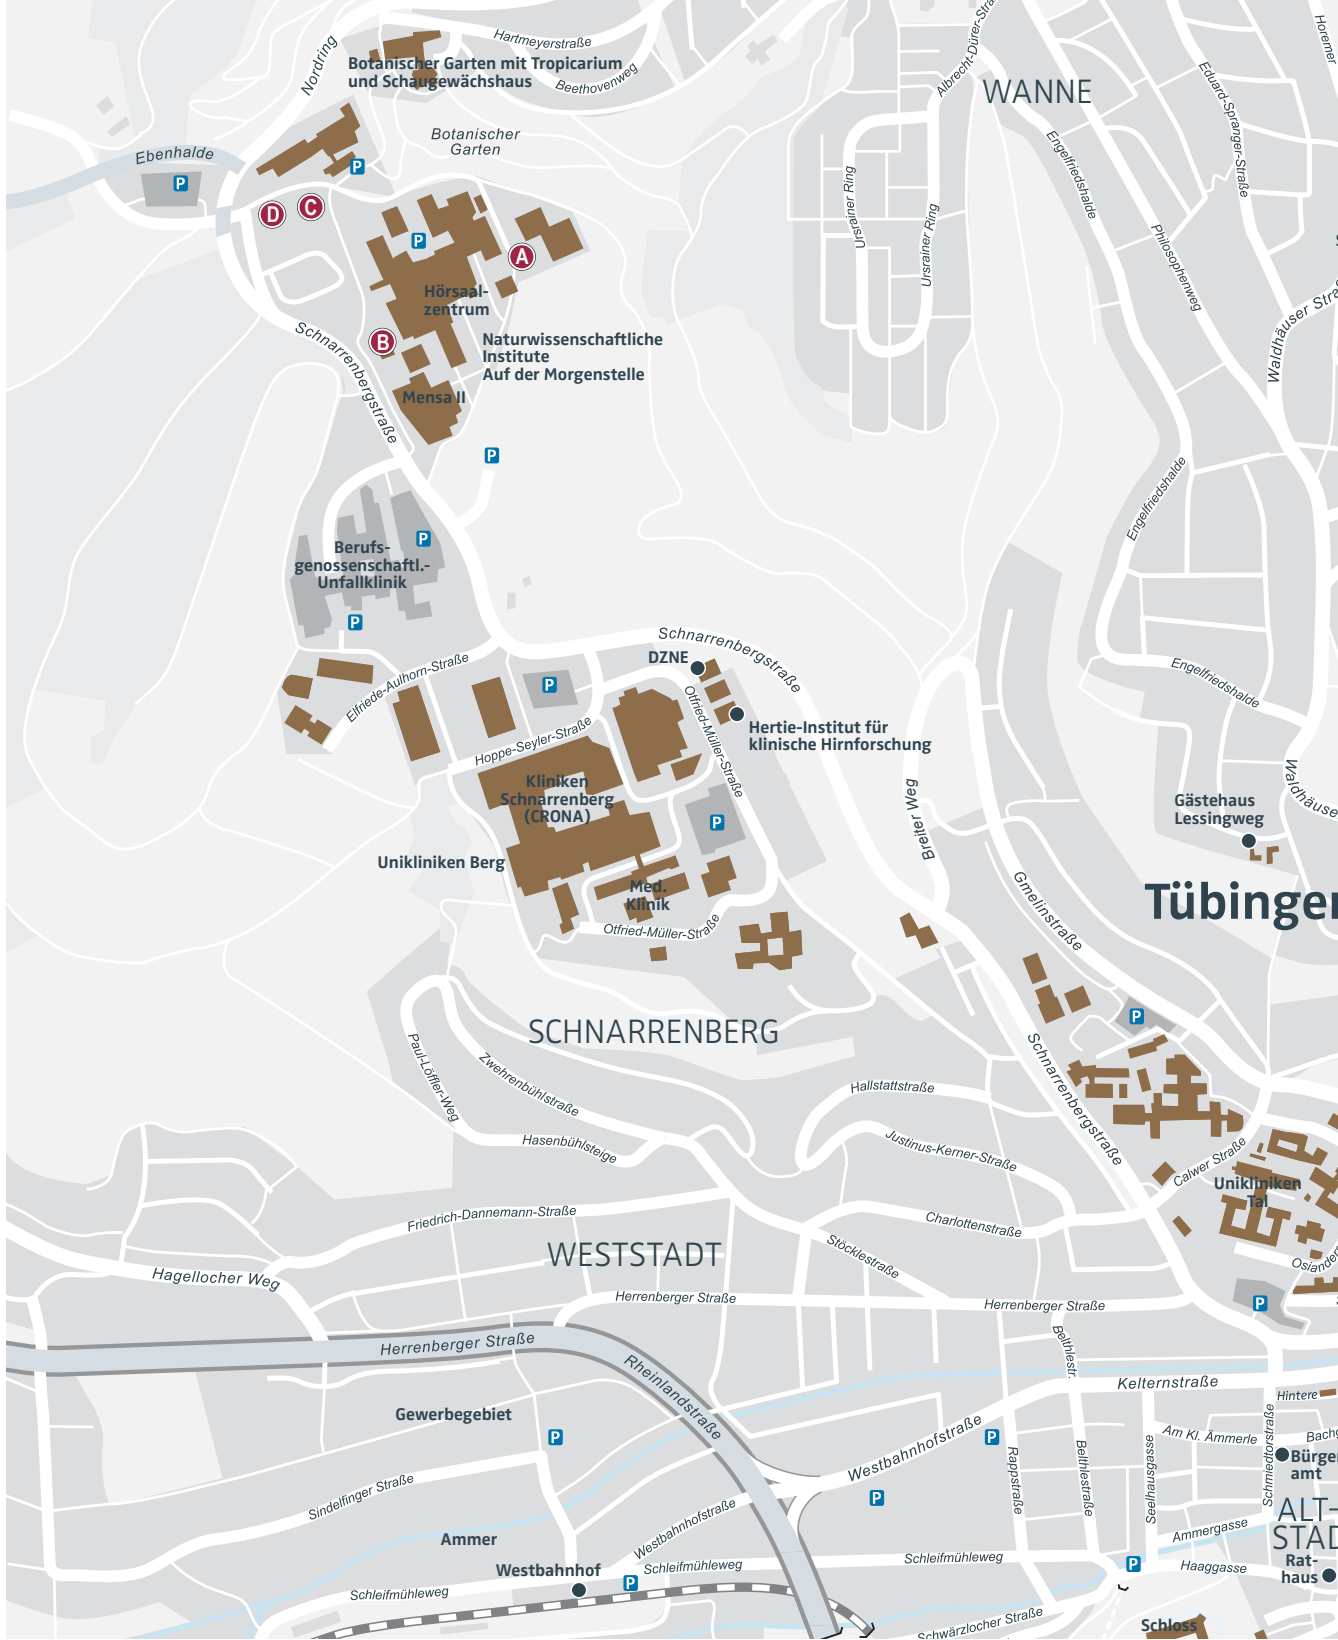 Nordring
Hartmeyerstraße
Botanischer Garten mit Tropicarium
und Schaugewächshaus
Beethovenweg
Albrecht-Dürer-Stra
WANNE
Horemer
Eduard-Spranger-Straße
Botanischer
Garten
Ebenhalde
P
P
Engelfriedshalde
D
C
P
A
Ursrainer Ring
Ursrainer Ring
Philosophenweg
Waldhäuser Straß
Hörsaal-
zentrum
B
Schnarrenbergstraße
Naturwissenschaftliche
Institute
Auf der Morgenstelle
Mensa II
P
Engelfriedshalde
P
Berufs-
genossenschaftl.-
Unfallklinik
P
Schnarrenbergstraße
DZNE
Engelfriedshalde
Elfriede-Aulhorn-Straße
P
Otfried-Müller-Straße
Hertie-Institut für
klinische Hirnforschung
Hoppe-Seyler-Straße
Kliniken
Schnarrenberg
(CRONA)
P
Breiter Weg
Waldhäuse
Gästehaus
Lessingweg
Unikliniken Berg
Med.
Klinik
Gmelinstraße
Tübinger
Otfried-Müller-Straße
P
SCHNARRENBERG
Paul-Löffler-Weg
Zwehrenbühlstraße
Schnarrenbergstraße
Hallstattstraße
Hasenbühlsteige
Justinus-Kerner-Straße
Calwer Straße
Unikliniken
Tal
Friedrich-Dannemann-Straße
Charlottenstraße
WESTSTADT
Stöcklestraße
Osiander
Hagellocher Weg
Herrenberger Straße
Herrenberger Straße
P
Herrenberger Straße
Belthlestr.
Rheinlandstraße
Kelternstraße
Hintere
Gewerbegebiet
P
P
Westbahnhofstraße
Am Kl. Ämmerle
Schmiedtorstraße
Bachg
Bürger
amt
Rappstraße
Belthlestraße
Seelhausgasse
Sindelfinger Straße
P
Westbahnhofstraße
ALT-
STAD
Ammergasse
Ammer
Schleifmühleweg
P
Haaggasse
Rat-
haus
Westbahnhof
P
Schleifmühleweg
Schleifmühleweg
Schwärzlocher Straße
Schloss